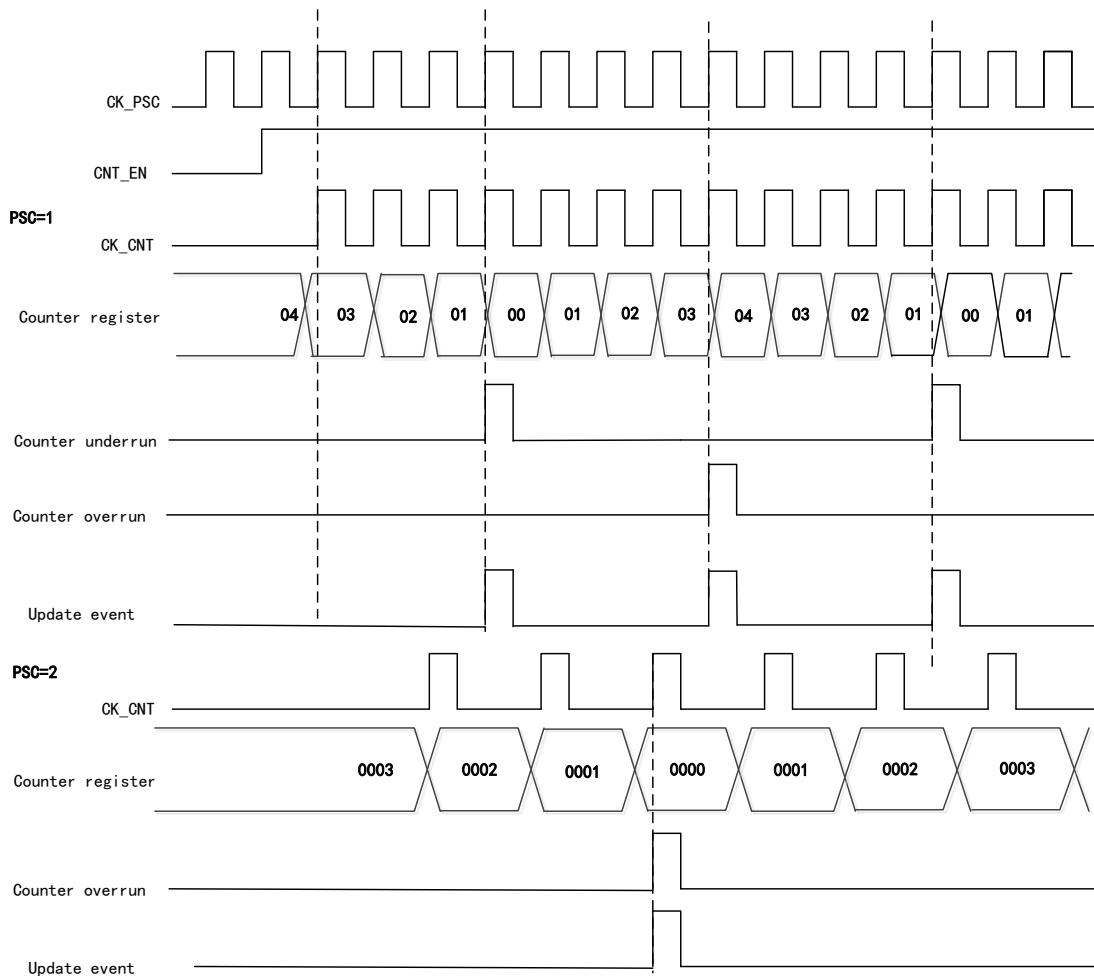 CK_PSC
CNT_EN
PSC=1
CK_CNT
Counter register 04 03 02 01 00 01 02 03 04 03 02 01 00 01
Counter underrun
Counter overrun
Update event
PSC=2
CK_CNT
Counter register 0003 0002 0001 0000 0001 0002 0003
Counter overrun
Update event